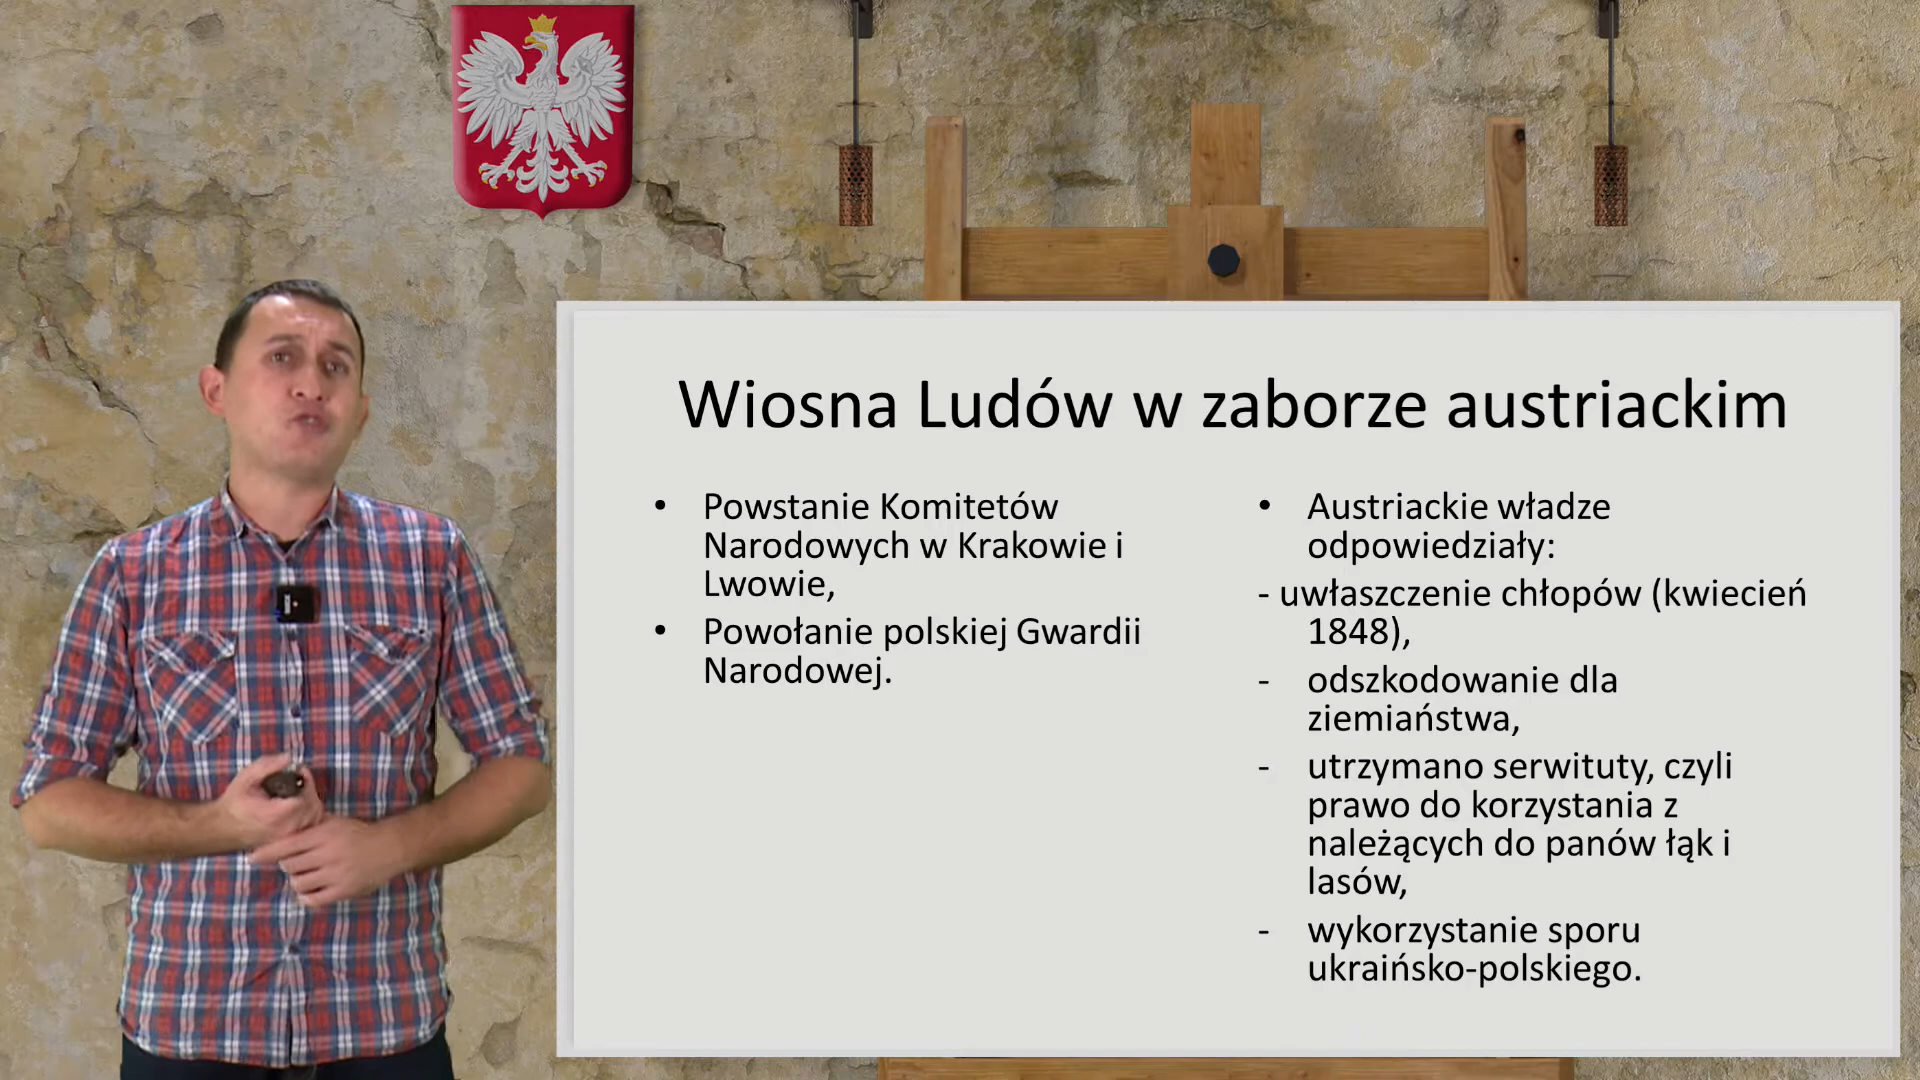 Wiosna Ludów w zaborze austriackim
• Powstanie Komitetów
Narodowych w Krakowie i
Lwowie,
• Powołanie polskiej Gwardii
Narodowej.
• Austriackie władze
odpowiedziały:
- uwłaszczenie chłopów (kwiecień
1848),
- odszkodowanie dla
ziemiaństwa,
- utrzymano serwituty, czyli
prawo do korzystania z
należących do panów łąk i
lasów,
- wykorzystanie sporu
ukraińsko-polskiego.